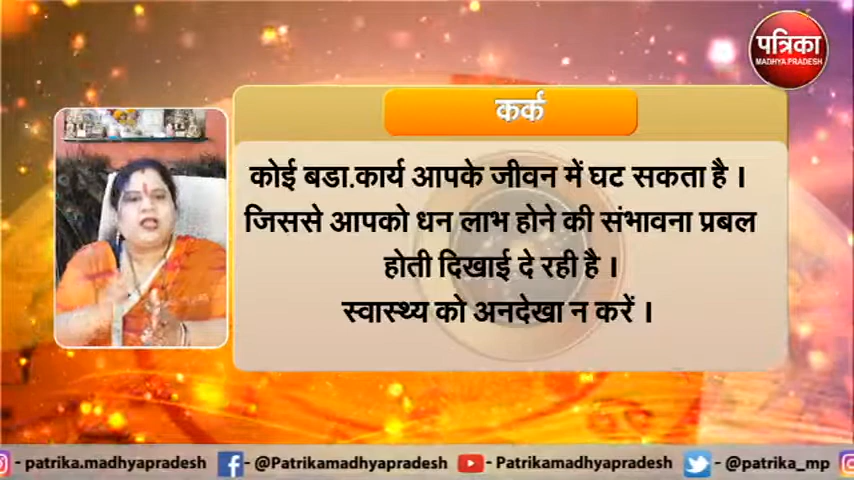 पत्रिका
MADHYA PRADESH
कर्क
कोई बडा.कार्य आपके जीवन में घट सकता है ।
जिससे आपको धन लाभ होने की संभावना प्रबल
होती दिखाई दे रही है ।
स्वास्थ्य को अनदेखा न करें ।
- patrika.madhyapradesh - @Patrikamadhyapradesh - Patrikamadhyapradesh - @patrika_mp